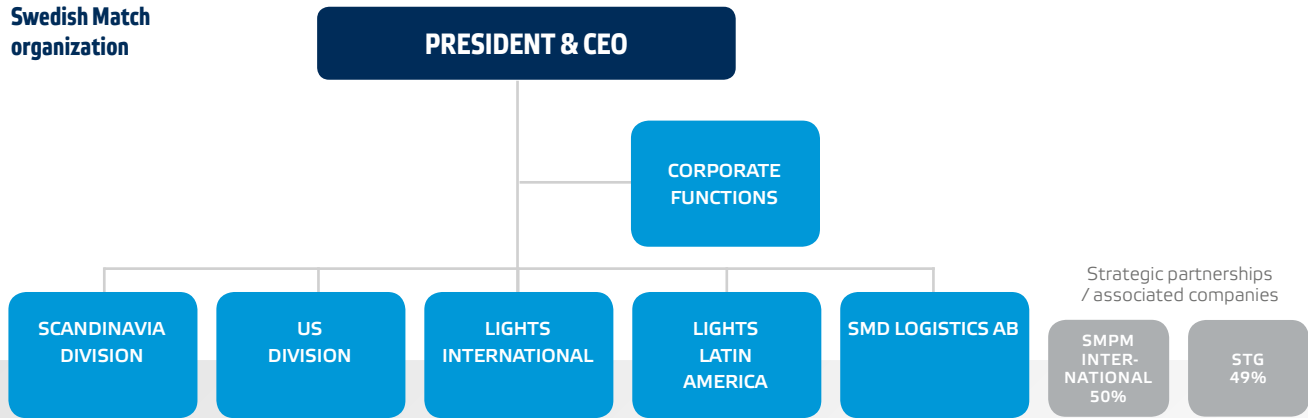 Swedish Match
organization
PRESIDENT & CEO
CORPORATE
FUNCTIONS
SCANDINAVIA
DIVISION
US
DIVISION
LIGHTS
INTERNATIONAL
LIGHTS
LATIN
AMERICA
SMD LOGISTICS AB
Strategic partnerships
/ associated companies
SMPM
INTER-
NATIONAL
50%
STG
49%